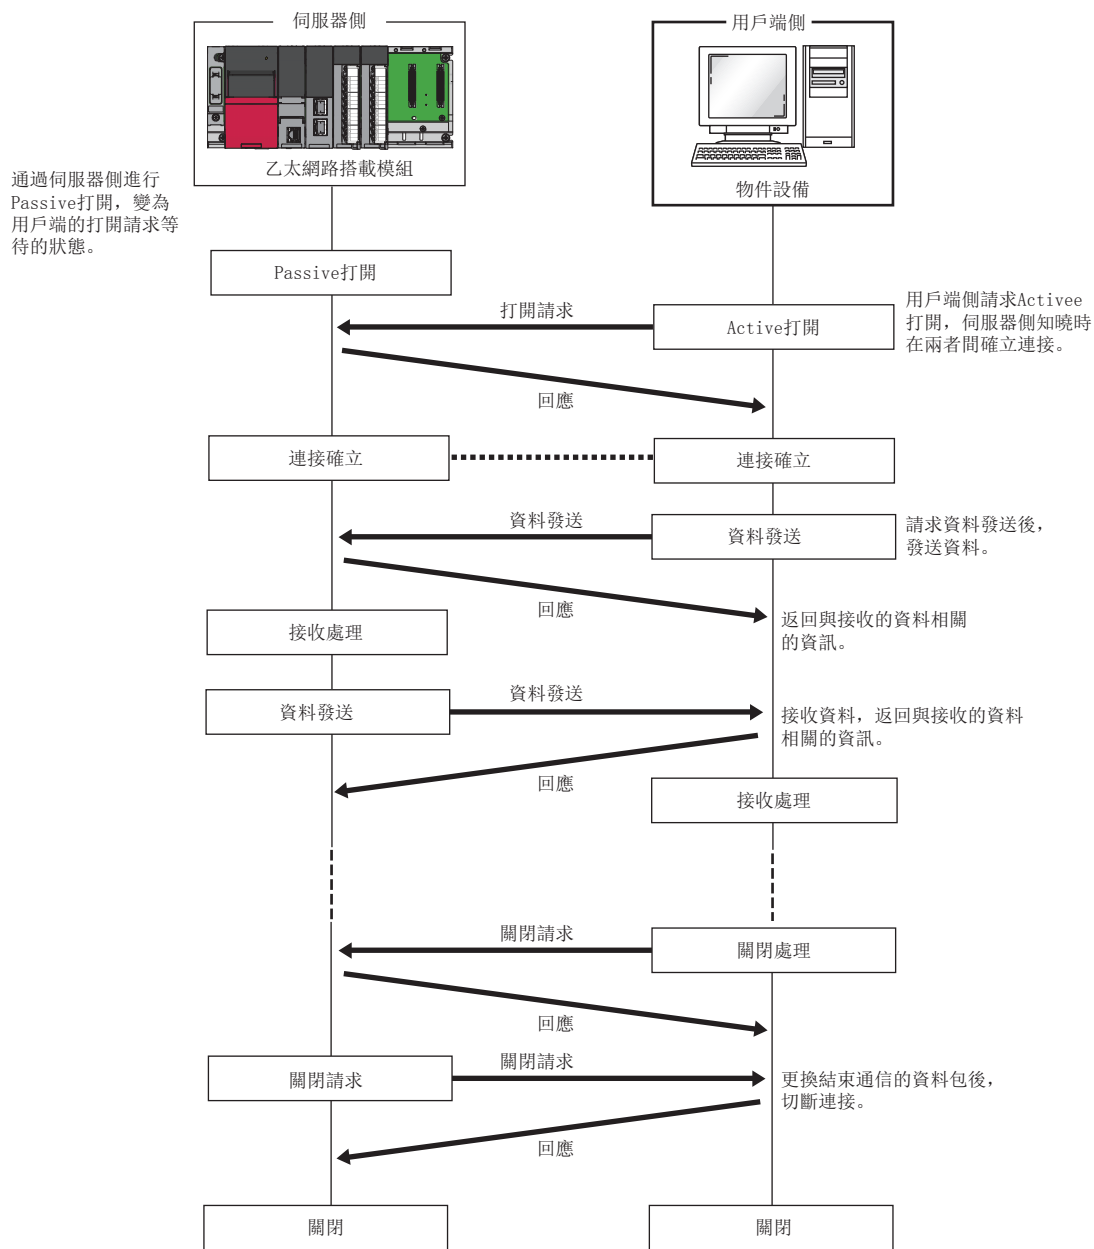 伺服器側
用戶端側
乙太網路搭載模組
物件設備
通過伺服器側進行
Passive打開，變為
用戶端的打開請求等
待的狀態。
Passive打開
打開請求
Active打開
用戶端側請求Activee
打開，伺服器側知曉時
在兩者間確立連接。
回應
連接確立
連接確立
資料發送
資料發送
請求資料發送後，
發送資料。
回應
接收處理
返回與接收的資料相關
的資訊。
資料發送
資料發送
接收資料，返回與接收的資料
相關的資訊。
回應
接收處理
關閉請求
關閉處理
回應
關閉請求
關閉請求
更換結束通信的資料包後，
切斷連接。
回應
關閉
關閉